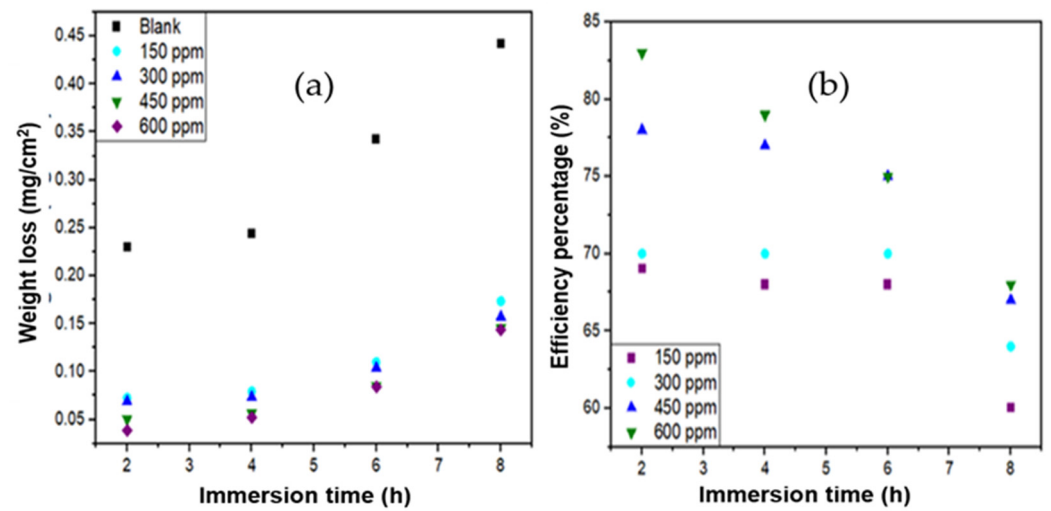 (a)
Blank
150 ppm
300 ppm
450 ppm
600 ppm
Weight loss (mg/cm²)
0.45
0.40
0.35
0.30
0.25
0.20
0.15
0.10
0.05
2 3 4 5 6 7 8
Immersion time (h)
(b)
Efficiency percentage (%)
85
80
75
70
65
60
150 ppm
300 ppm
450 ppm
600 ppm
2 3 4 5 6 7 8
Immersion time (h)